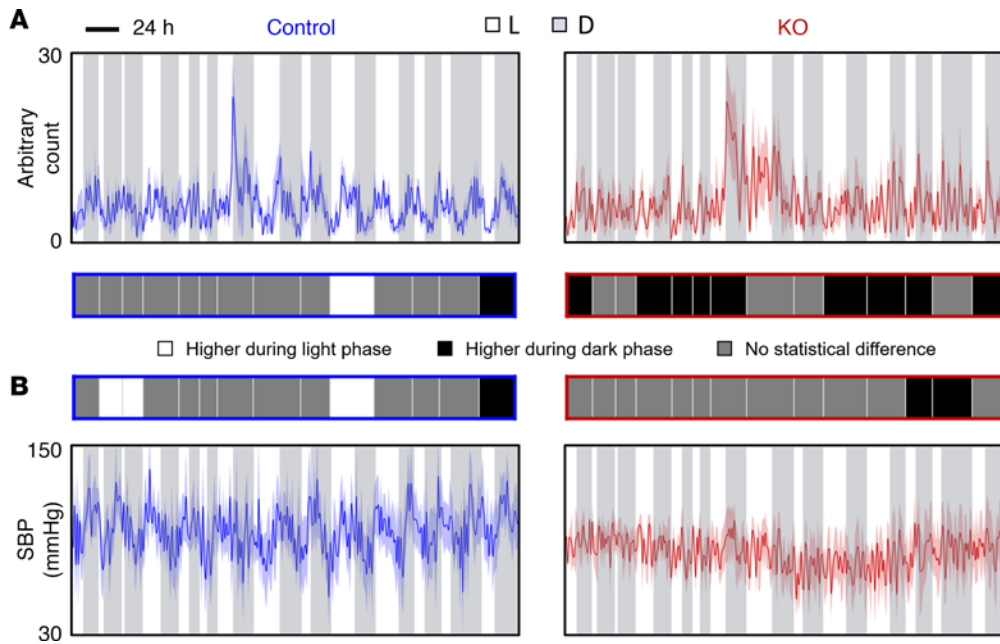 A
24 h
Control
L
D
KO
30
Arbitrary
count
0
Higher during light phase
Higher during dark phase
No statistical difference
B
150
SBP
(mmHg)
30